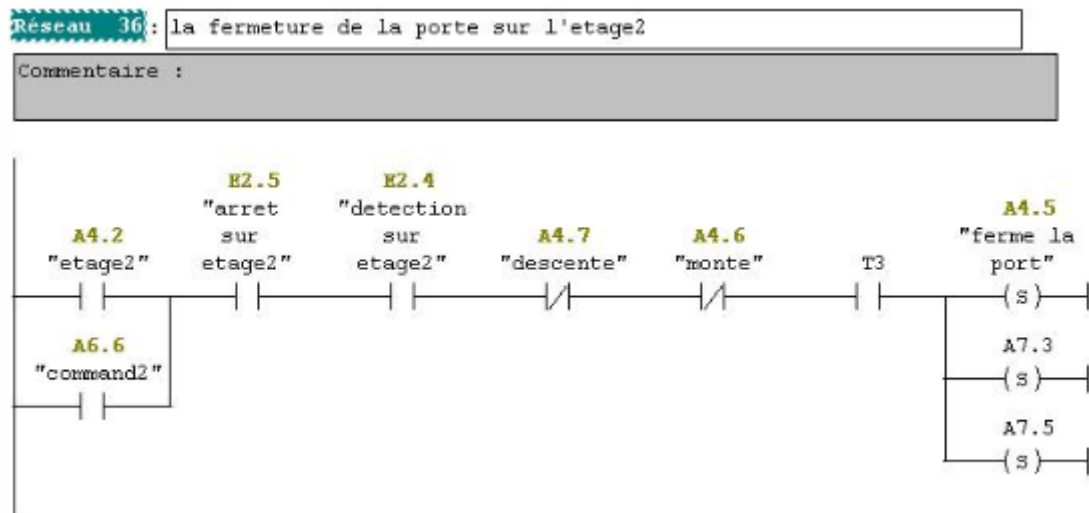 Réseau 36: la fermeture de la porte sur l'etage2
Commentaire :
E2.5 E2.4
"arret "detection A4.5
A4.2 sur sur A4.7 A4.6 "ferme la
"etage2" etage2" etage2" "descente" "monte" T3 port"
(S)
A6.6 A7.3
"command2" (S)
A7.5
(S)